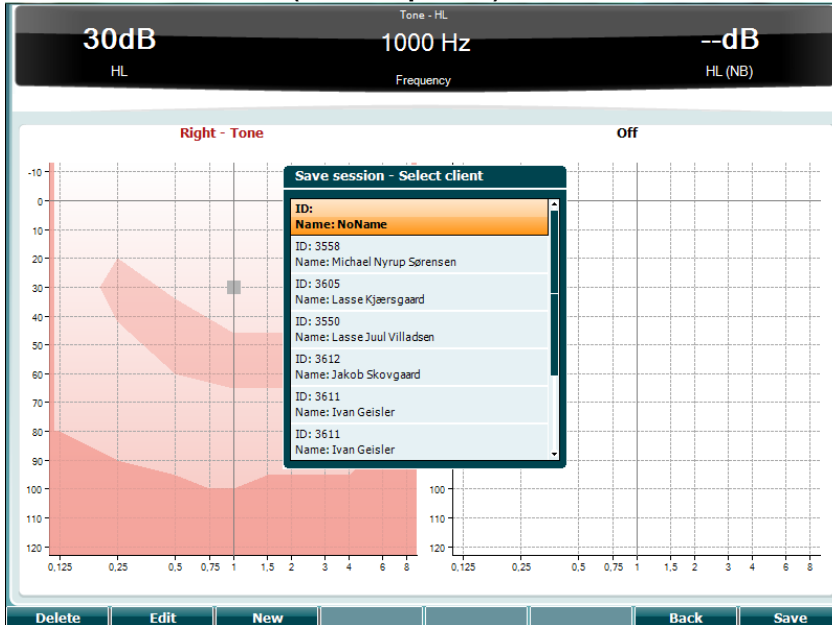 Tone - HL
30dB 1000 Hz --dB
HL Frequency HL (NB)
Right - Tone Off
Save session - Select client
ID:
Name: NoName
ID: 3558
Name: Michael Nyrup Sørensen
ID: 3605
Name: Lasse Kjærsgaard
ID: 3550
Name: Lasse Juul Villadsen
ID: 3612
Name: Jakob Skovgaard
ID: 3611
Name: Ivan Geisler
ID: 3611
Name: Ivan Geisler
-10
0
10
20
30
40
50
60
70
80
90
100 100
110 110
120 120
0,125 0,25 0,5 0,75 1 1,5 2 3 4 6 8 0,125 0,25 0,5 0,75 1 1,5 2 3 4 6 8
Delete Edit New Back Save